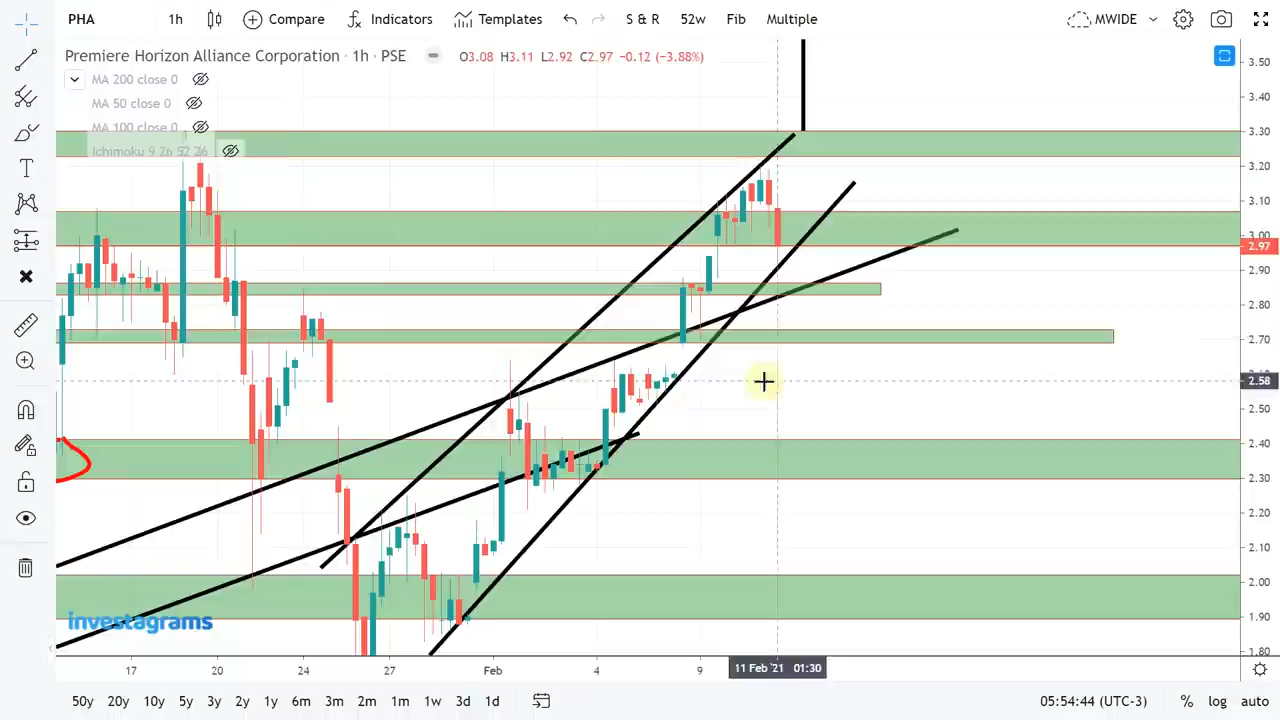 PHA 1h Compare Indicators Templates S & R 52w Fib Multiple MWIDE
Premiere Horizon Alliance Corporation · 1h · PSE O3.08 H3.11 L2.92 C2.97 −0.12 (−3.88%)
MA 200 close 0
MA 50 close 0
MA 100 close 0
Ichimoku 9 26 52 26
3.50
3.40
3.30
3.20
3.10
3.00
2.97
2.90
2.80
2.70
2.58
2.50
2.40
2.30
2.20
2.10
2.00
1.90
1.80
investagrams
17 20 24 27 Feb 4 9 11 Feb '21 01:30
50y 20y 10y 5y 3y 2y 1y 6m 3m 2m 1m 1w 3d 1d 05:54:44 (UTC-3) % log auto